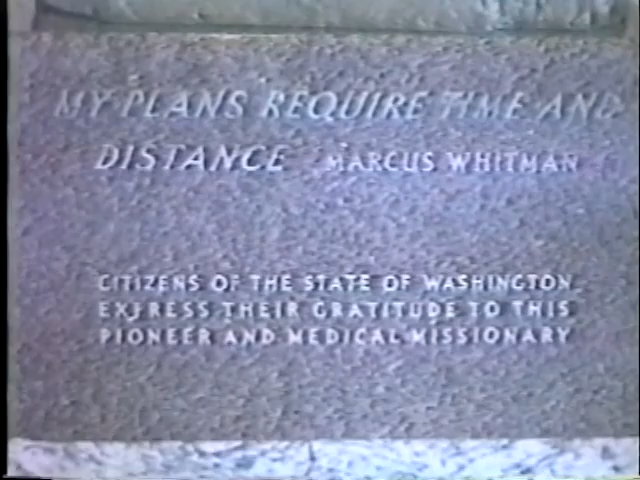 MY PLANS REQUIRE TIME AND
DISTANCE MARCUS WHITMAN
CITIZENS OF THE STATE OF WASHINGTON
EXPRESS THEIR GRATITUDE TO THIS
PIONEER AND MEDICAL MISSIONARY